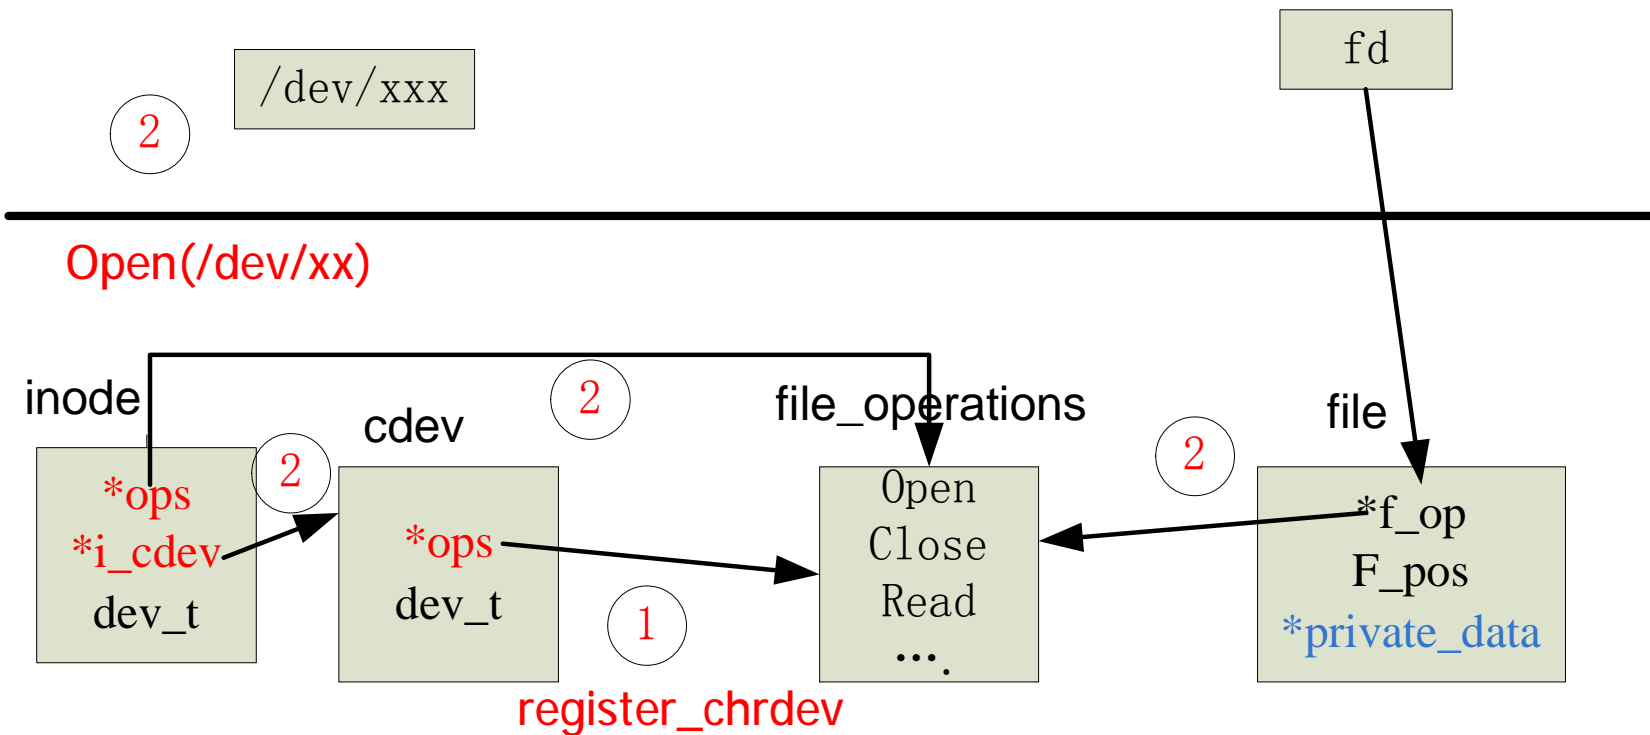 fd
/dev/xxx
2
Open(/dev/xx)
inode
2
file_operations
file
cdev
2
2
*ops
*i_cdev
dev_t
*ops
dev_t
1
register_chrdev
Open
Close
Read
….
*f_op
F_pos
*private_data